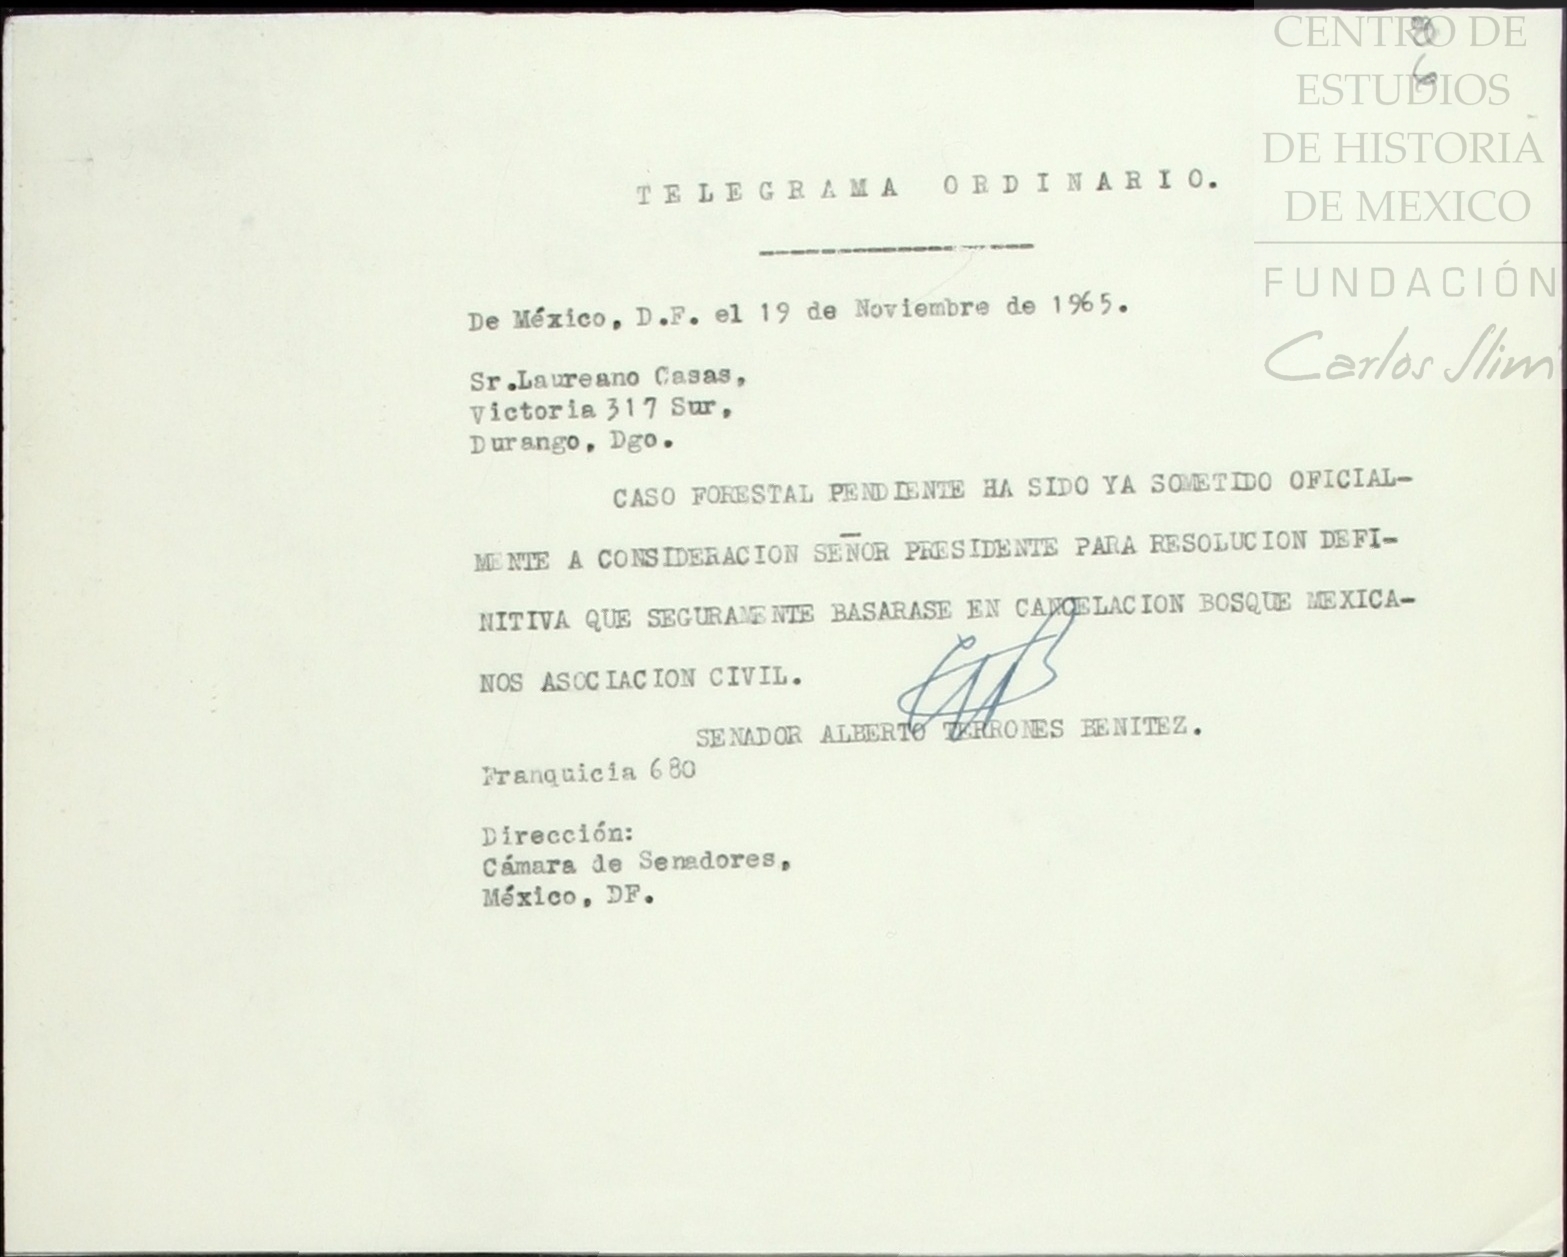 CENTRO DE
ESTUDIOS
DE HISTORIA
DE MEXICO
FUNDACIÓN
Carlos Slim
TELEGRAMA ORDINARIO.
De México, D.F. el 19 de Noviembre de 1965.
Sr.Laureano Casas,
Victoria 317 Sur,
Durango, Dgo.
CASO FORESTAL PENDIENTE HA SIDO YA SOMETIDO OFICIAL-
MENTE A CONSIDERACION SEÑOR PRESIDENTE PARA RESOLUCION DEFI-
NITIVA QUE SEGURAMENTE BASARASE EN CANCELACION BOSQUE MEXICA-
NOS ASOCIACION CIVIL.
SENADOR ALBERTO TERRONES BENITEZ.
Franquicia 680
Dirección:
Cámara de Senadores,
México, DF.